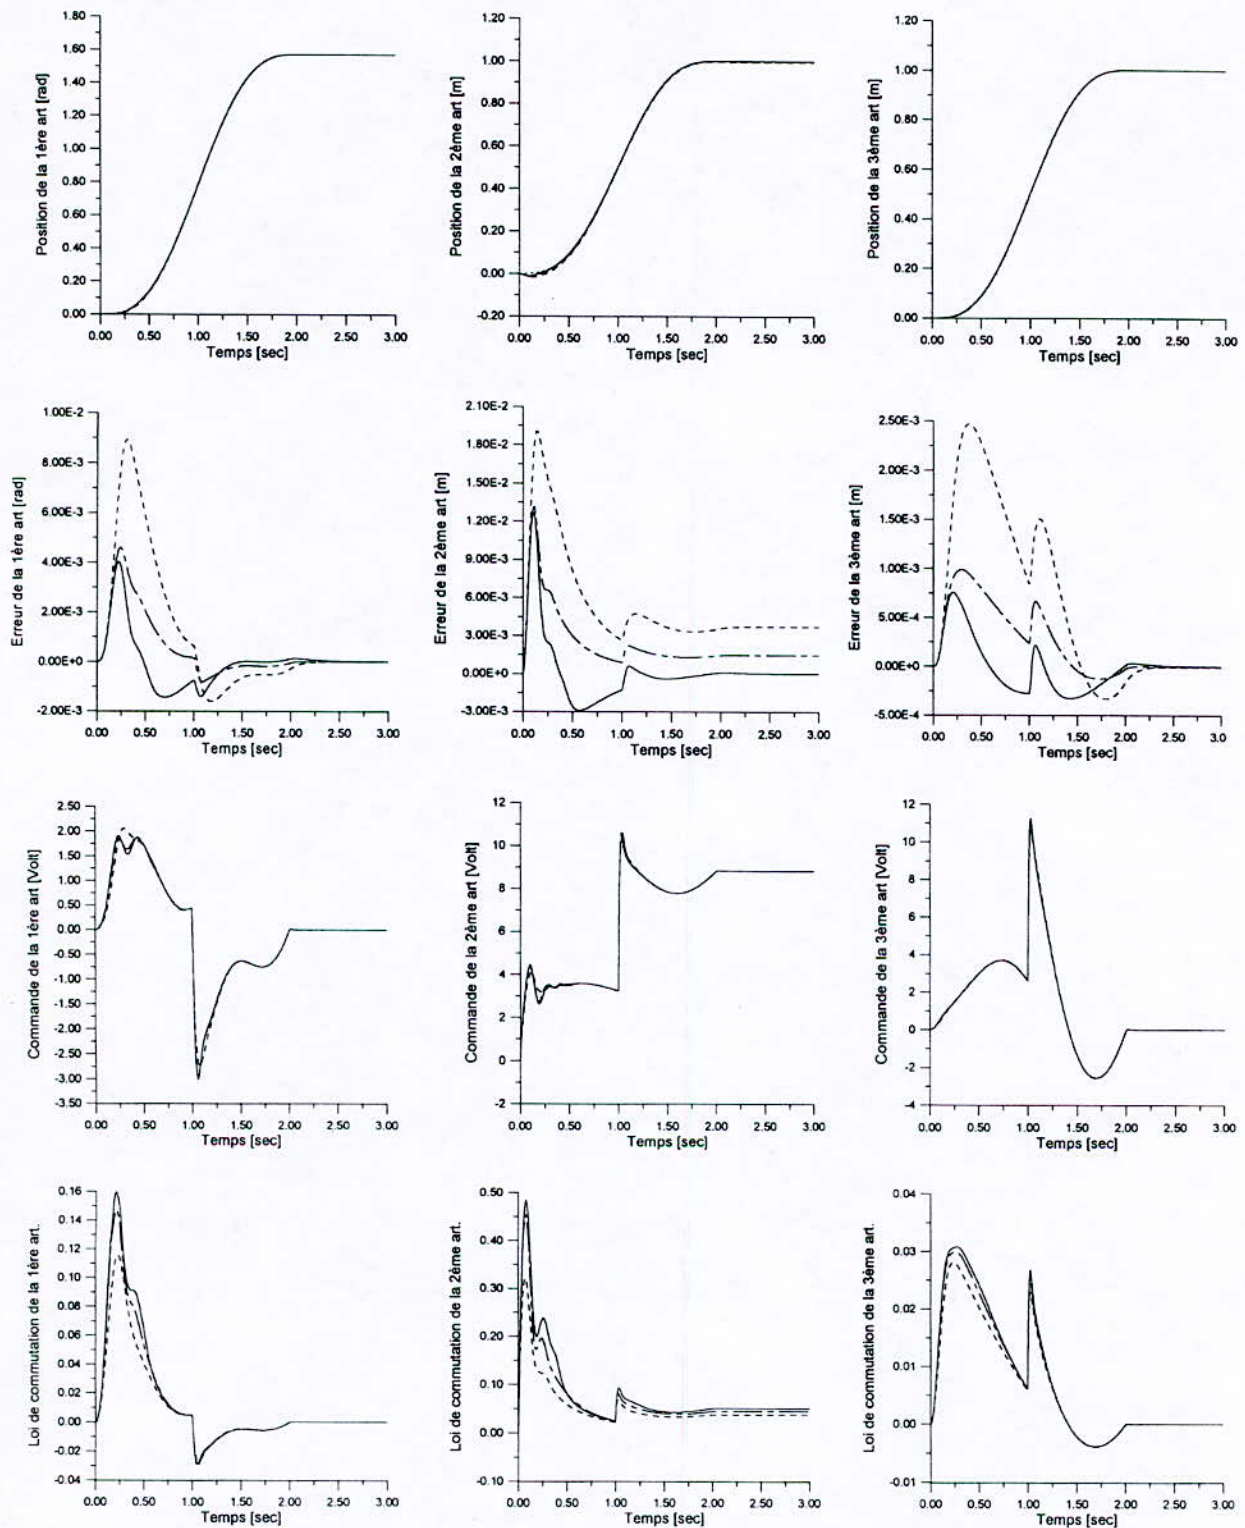 1.80
1.60
1.40
1.20
1.00
0.80
0.60
0.40
0.20
0.00
Position de la 1ère art [rad]
0.00 0.50 1.00 1.50 2.00 2.50 3.00
Temps [sec]
1.20
1.00
0.80
0.60
0.40
0.20
0.00
-0.20
Position de la 2ème art [m]
0.00 0.50 1.00 1.50 2.00 2.50 3.00
Temps [sec]
1.20
1.00
0.80
0.60
0.40
0.20
0.00
Position de la 3ème art [m]
0.00 0.50 1.00 1.50 2.00 2.50 3.00
Temps [sec]
1.00E-2
8.00E-3
6.00E-3
4.00E-3
2.00E-3
0.00E+0
-2.00E-3
Erreur de la 1ère art [rad]
0.00 0.50 1.00 1.50 2.00 2.50 3.00
Temps [sec]
2.10E-2
1.80E-2
1.50E-2
1.20E-2
9.00E-3
6.00E-3
3.00E-3
0.00E+0
-3.00E-3
Erreur de la 2ème art [m]
0.00 0.50 1.00 1.50 2.00 2.50 3.00
Temps [sec]
2.50E-3
2.00E-3
1.50E-3
1.00E-3
5.00E-4
0.00E+0
-5.00E-4
Erreur de la 3ème art [m]
0.00 0.50 1.00 1.50 2.00 2.50 3.00
Temps [sec]
2.50
2.00
1.50
1.00
0.50
0.00
-0.50
-1.00
-1.50
-2.00
-2.50
-3.00
-3.50
Commande de la 1ère art [Volt]
0.00 0.50 1.00 1.50 2.00 2.50 3.00
Temps [sec]
12
10
8
6
4
2
0
-2
Commande de la 2ème art [Volt]
0.00 0.50 1.00 1.50 2.00 2.50 3.00
Temps [sec]
12
10
8
6
4
2
0
-2
-4
Commande de la 3ème art [Volt]
0.00 0.50 1.00 1.50 2.00 2.50 3.00
Temps [sec]
0.16
0.14
0.12
0.10
0.08
0.06
0.04
0.02
0.00
-0.02
-0.04
Loi de commutation de la 1ère art.
0.00 0.50 1.00 1.50 2.00 2.50 3.00
Temps [sec]
0.50
0.40
0.30
0.20
0.10
0.00
-0.10
Loi de commutation de la 2ème art.
0.00 0.50 1.00 1.50 2.00 2.50 3.00
Temps [sec]
0.04
0.03
0.02
0.01
0.00
-0.01
Loi de commutation de la 3ème art.
0.00 0.50 1.00 1.50 2.00 2.50 3.00
Temps [sec]